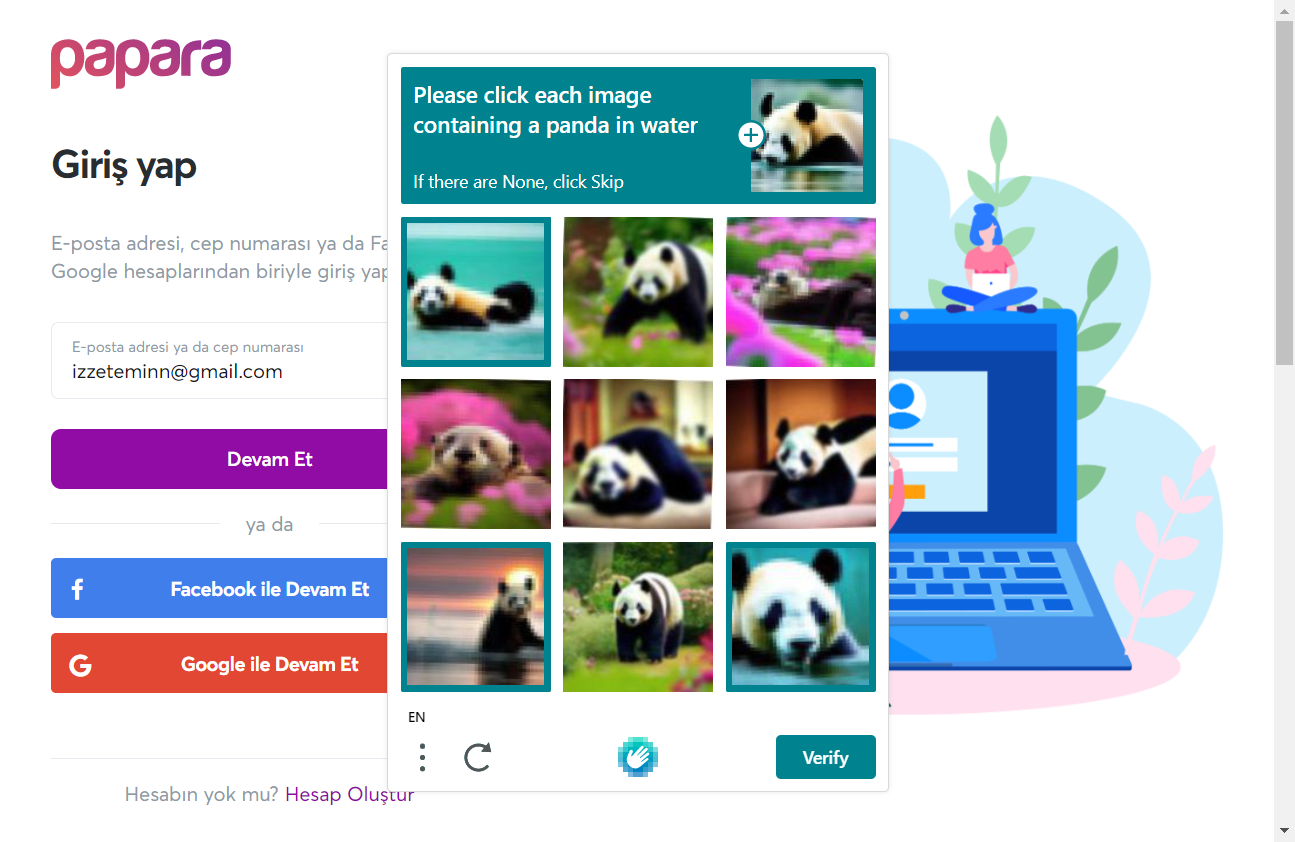 papara
Giriş yap
E-posta adresi, cep numarası ya da Fa
Google hesaplarından biriyle giriş yap
E-posta adresi ya da cep numarası
izzeteminn@gmail.com
Devam Et
ya da
Facebook ile Devam Et
Google ile Devam Et
Hesabın yok mu? Hesap Oluştur
Please click each image
containing a panda in water
If there are None, click Skip
EN
Verify